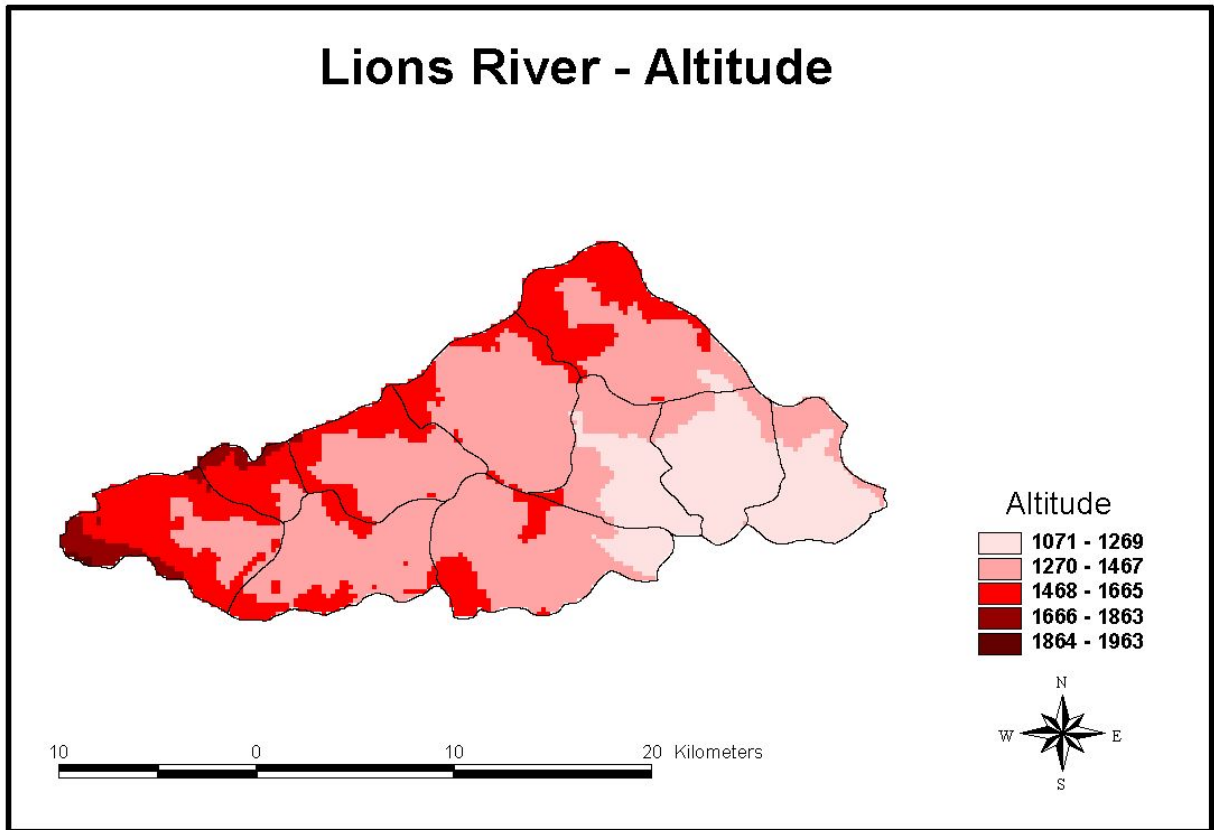 Lions River - Altitude
Altitude
1071 - 1269
1270 - 1467
1468 - 1665
1666 - 1863
1864 - 1963
N
W E
S
10 0 10 20 Kilometers